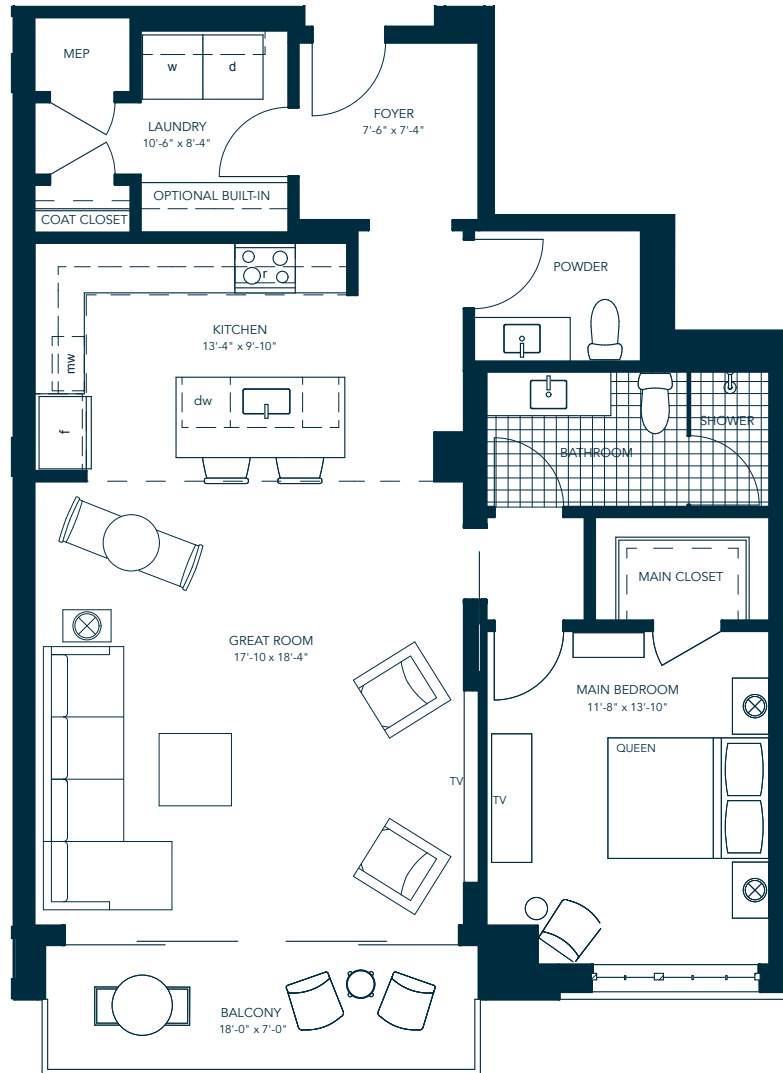 MEP
w
d
LAUNDRY
10'-6" x 8'-4"
FOYER
7'-6" x 7'-4"
OPTIONAL BUILT-IN
COAT CLOSET
r
POWDER
KITCHEN
13'-4" x 9'-10"
mw
dw
f
SHOWER
BATHROOM
MAIN CLOSET
GREAT ROOM
17'-10 x 18'-4"
MAIN BEDROOM
11'-8" x 13'-10"
QUEEN
TV
TV
BALCONY
18'-0" x 7'-0"